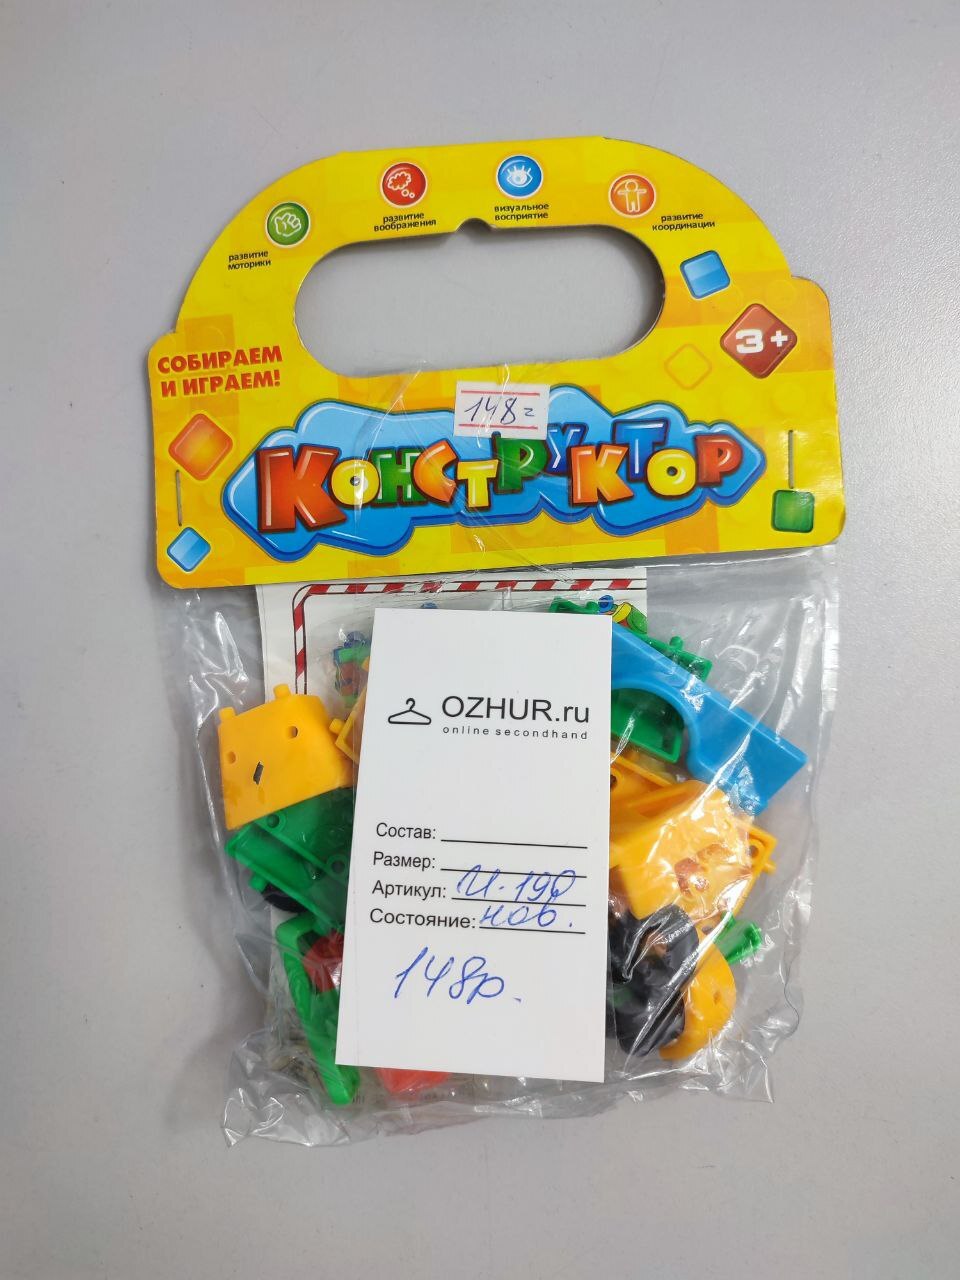 развитие
моторики
развитие
воображения
визуальное
восприятие
развитие
координации
3+
СОБИРАЕМ
И ИГРАЕМ!
148=
КОНСТРУКТОР
OZHUR.ru
online secondhand
Состав:
Размер:
Артикул: И-190
Состояние: нов.
148р.